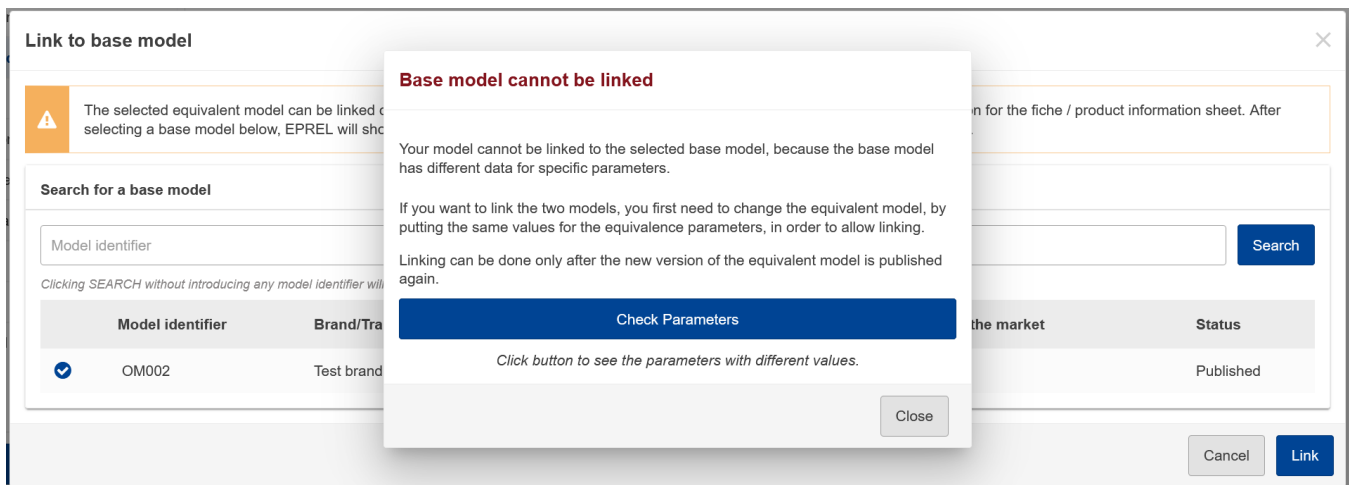 Link to base model
Base model cannot be linked
The selected equivalent model can be linked
n for the fiche / product information sheet. After
selecting a base model below, EPREL will sho
Your model cannot be linked to the selected base model, because the base model
has different data for specific parameters.
Search for a base model
If you want to link the two models, you first need to change the equivalent model, by
putting the same values for the equivalence parameters, in order to allow linking.
Model identifier
Search
Linking can be done only after the new version of the equivalent model is published
again.
Clicking SEARCH without introducing any model identifier wil
Check Parameters
Model identifier
Brand/Tra
the market
Status
Click button to see the parameters with different values.
OM002
Test brand
Published
Close
Cancel
Link